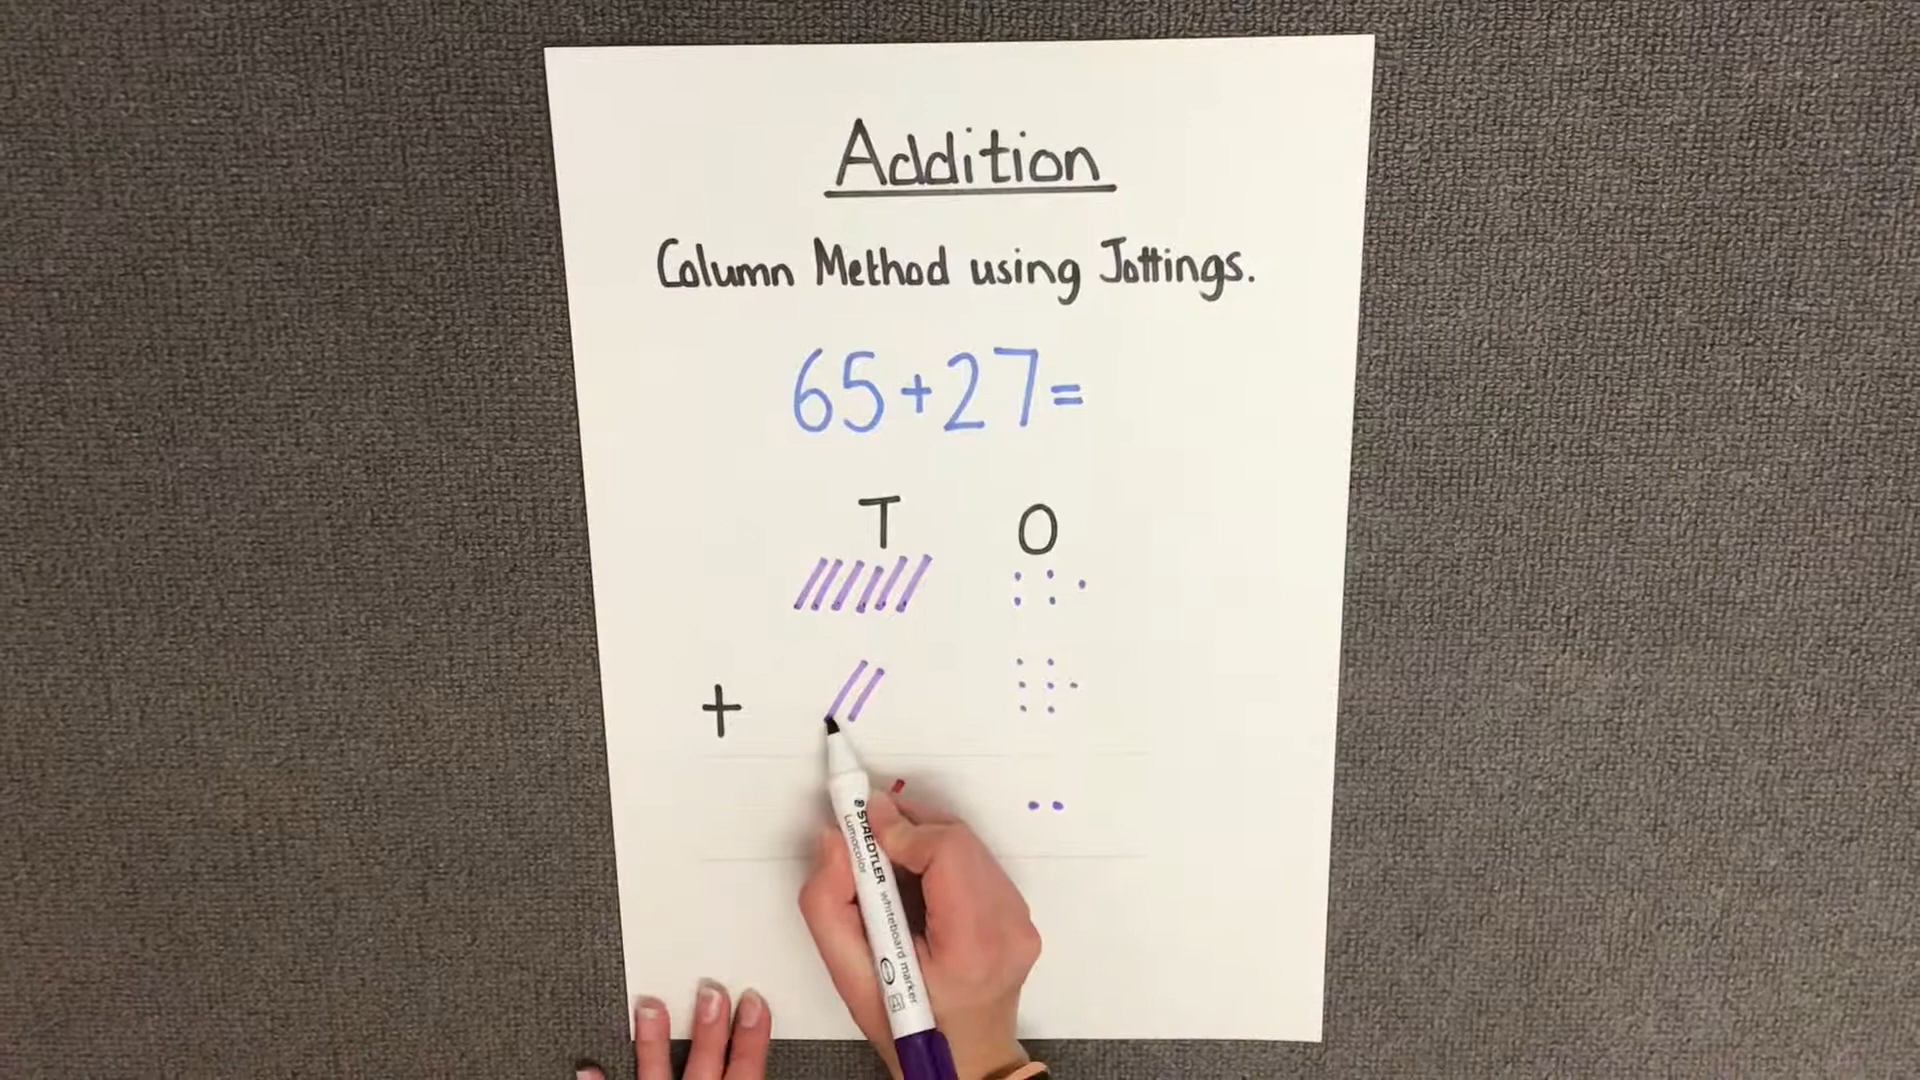 Addition
Column Method using Jottings.
65+27=
T O
+
STAEDTLER
Lumocolor whiteboard marker